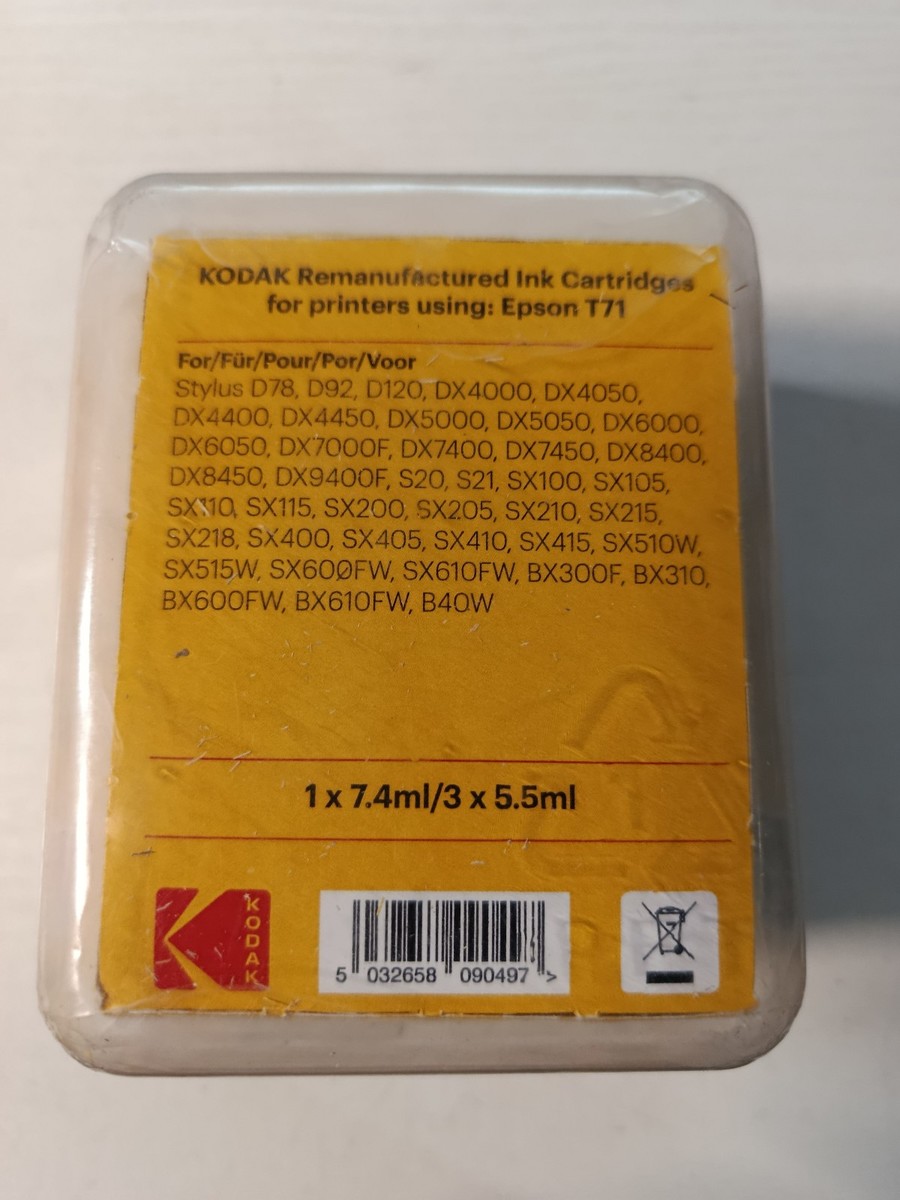 KODAK Remanufactured Ink Cartridges
for printers using: Epson T71
For/Für/Pour/Por/Voor
Stylus D78, D92, D120, DX4000, DX4050,
DX4400, DX4450, DX5000, DX5050, DX6000,
DX6050, DX7000F, DX7400, DX7450, DX8400,
DX8450, DX9400F, S20, S21, SX100, SX105,
SX110, SX115, SX200, SX205, SX210, SX215,
SX218, SX400, SX405, SX410, SX415, SX510W,
SX515W, SX600FW, SX610FW, BX300F, BX310,
BX600FW, BX610FW, B40W
1 x 7.4ml/3 x 5.5ml
KODAK
5 032658 090497 >